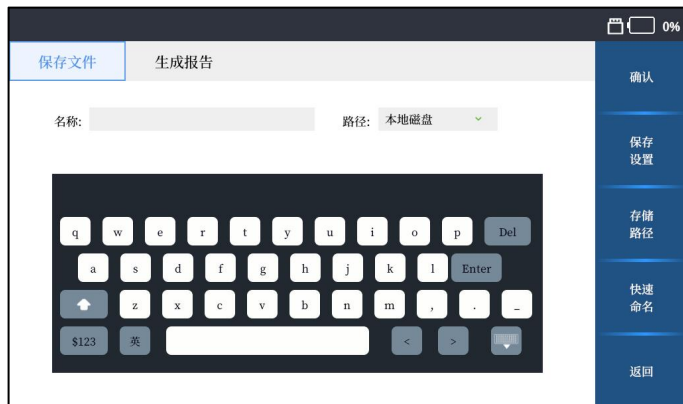 0%
保存文件 生成报告
确认
名称: 路径: 本地磁盘
保存
设置
q w e r t y u i o p Del
存储
路径
a s d f g h j k l Enter
z x c v b n m , . _
快速
命名
$123 英 < >
返回